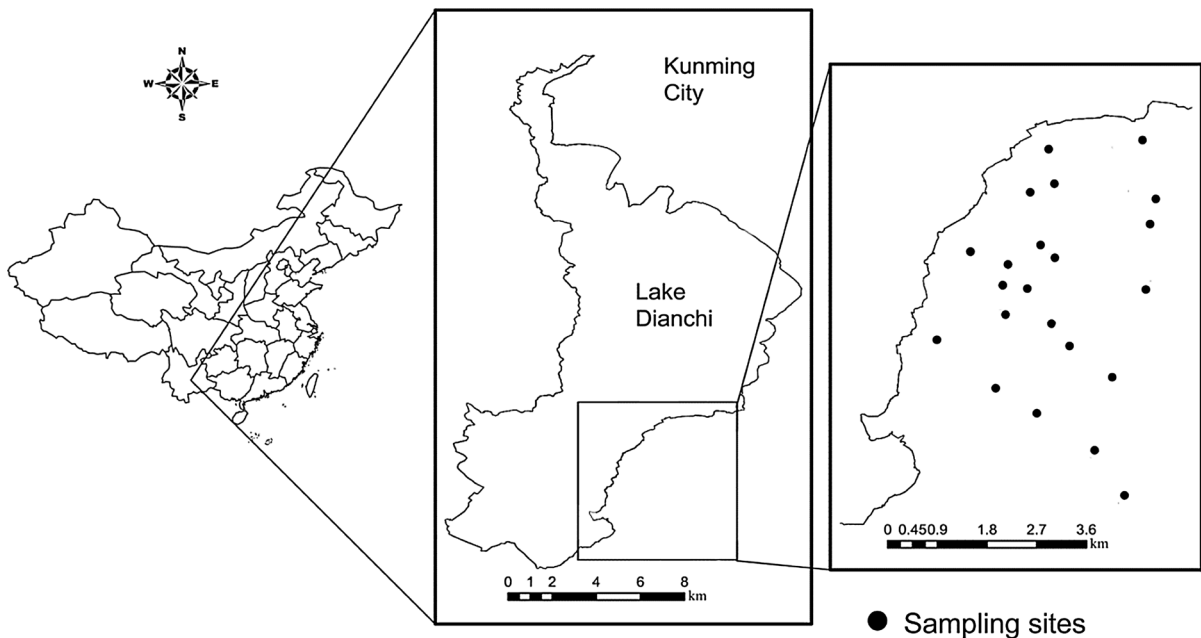 N
W E
S
Kunming
City
Lake
Dianchi
0 1 2 4 6 8
km
0 0.450.9 1.8 2.7 3.6
km
Sampling sites